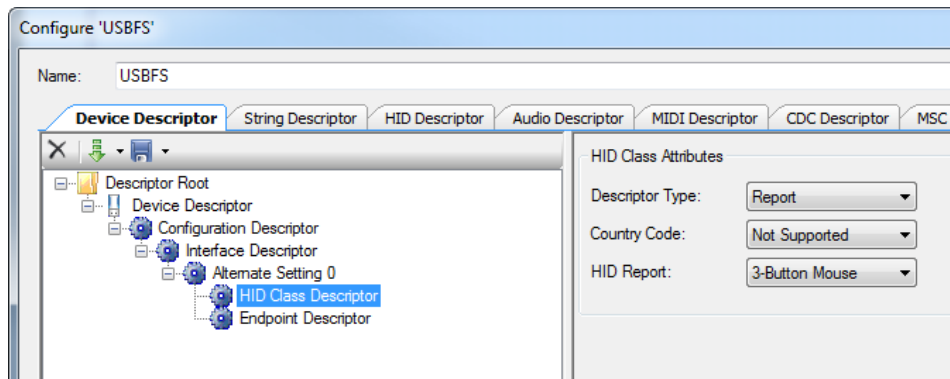 Configure 'USBFS'
Name: USBFS
Device Descriptor String Descriptor HID Descriptor Audio Descriptor MIDI Descriptor CDC Descriptor MSC
Descriptor Root
Device Descriptor
Configuration Descriptor
Interface Descriptor
Alternate Setting 0
HID Class Descriptor
Endpoint Descriptor
HID Class Attributes
Descriptor Type: Report
Country Code: Not Supported
HID Report: 3-Button Mouse